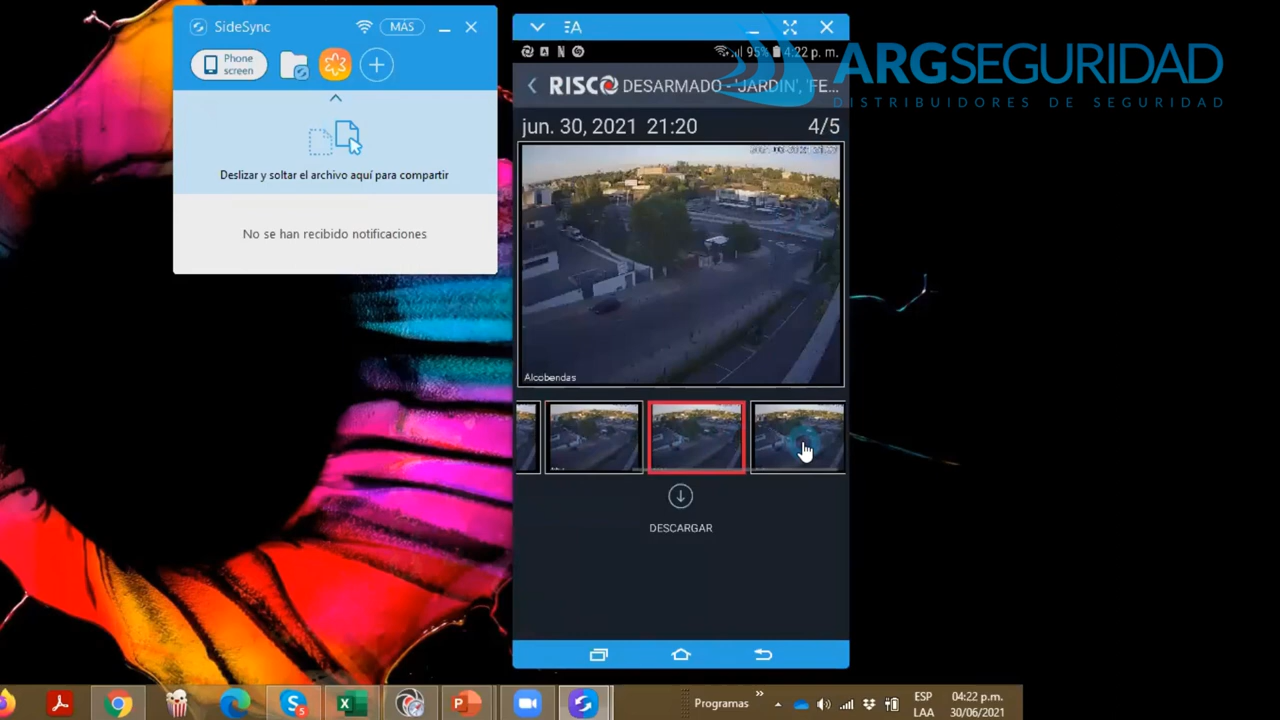 SideSync
MÁS
Phone
screen
Deslizar y soltar el archivo aquí para compartir
No se han recibido notificaciones
95% 4:22 p. m.
RISCO DESARMADO - 'JARDIN', 'FE...
jun. 30, 2021 21:20
4/5
Alcobendas
DESCARGAR
ARGSEGURIDAD
DISTRIBUIDORES DE SEGURIDAD
Programas
ESP
LAA
04:22 p.m.
30/06/2021